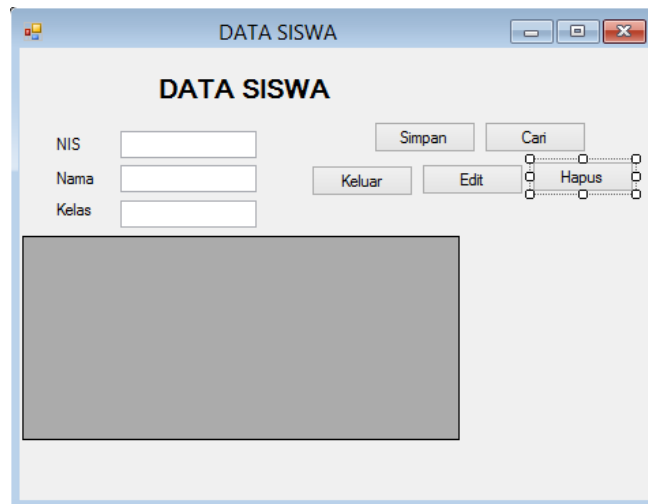 DATA SISWA
DATA SISWA
Simpan Cari
NIS
Nama Keluar Edit Hapus
Kelas